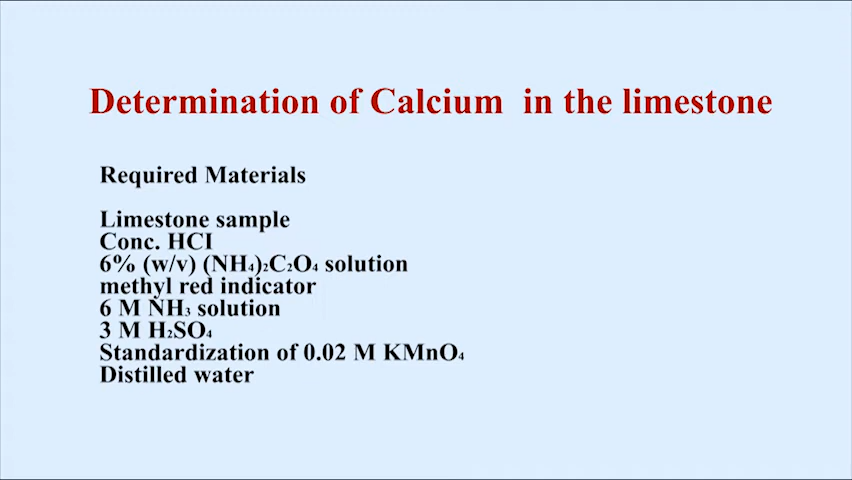 Determination of Calcium in the limestone
Required Materials
Limestone sample
Conc. HCI
6% (w/v) (NH₄)₂C₂O₄ solution
methyl red indicator
6 M NH₃ solution
3 M H₂SO₄
Standardization of 0.02 M KMnO₄
Distilled water